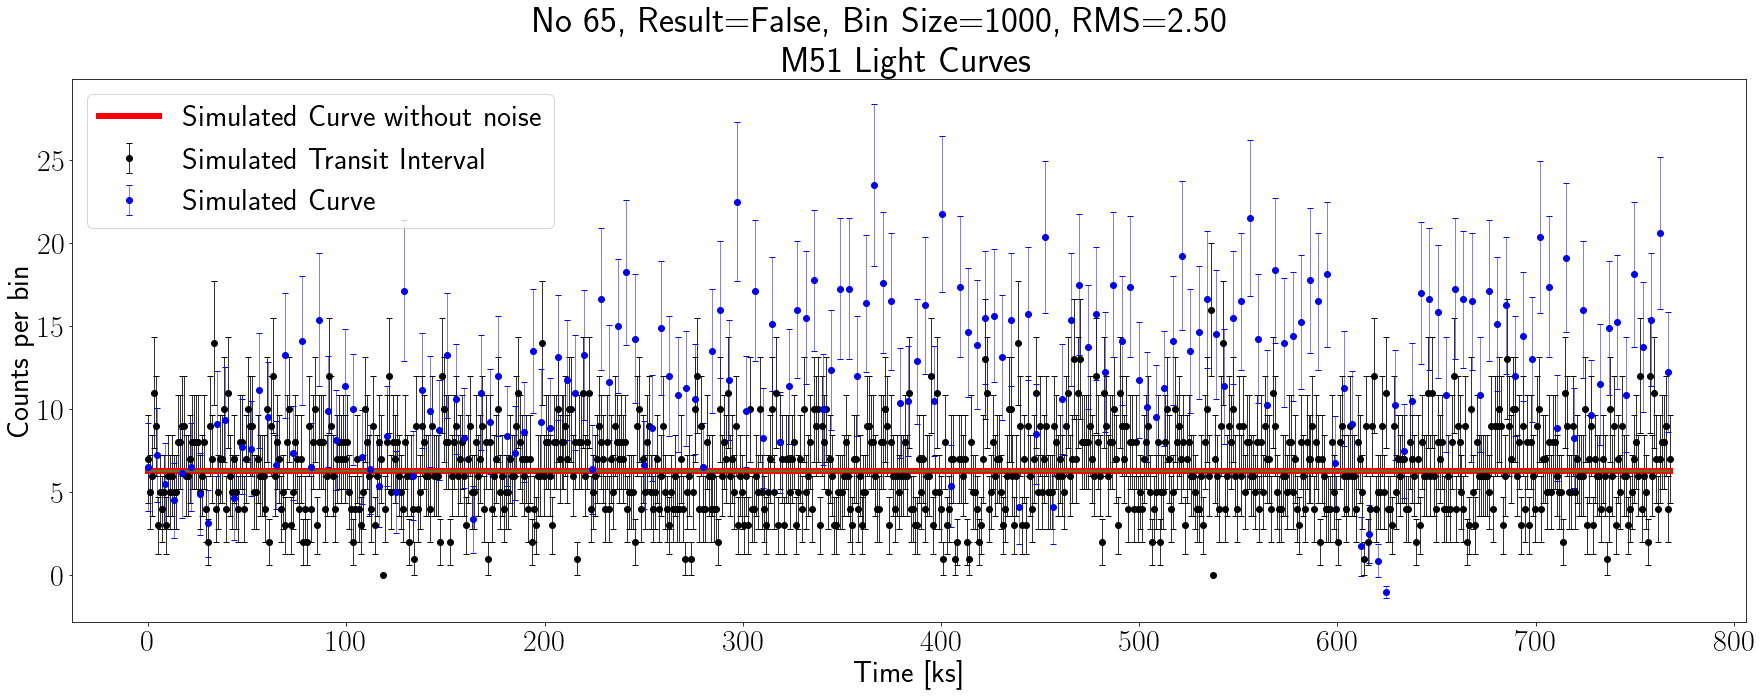 No 65, Result=False, Bin Size=1000, RMS=2.50
M51 Light Curves
Simulated Curve without noise
Simulated Transit Interval
Simulated Curve
Counts per bin
25
20
15
10
5
0
0 100 200 300 400 500 600 700 800
Time [ks]